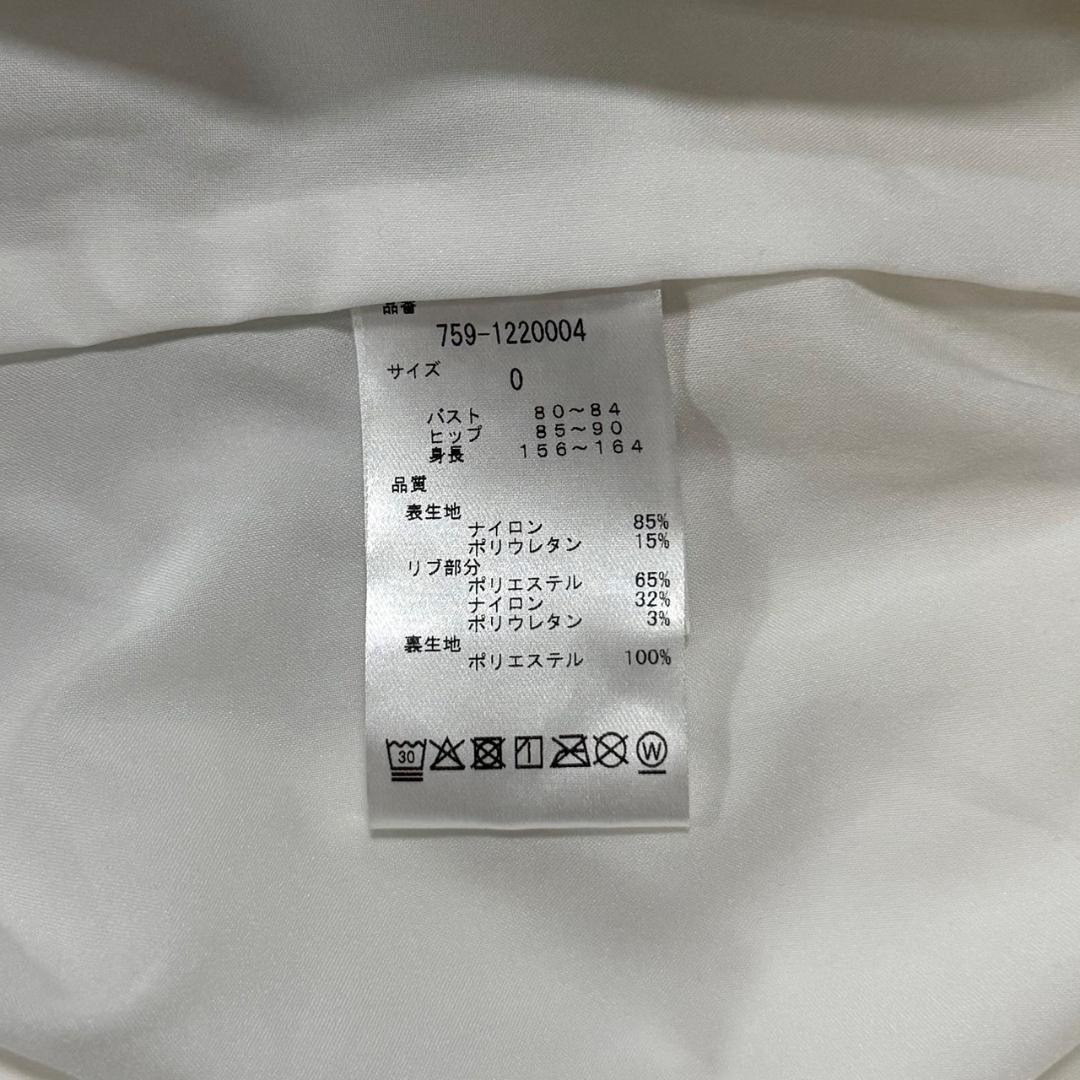 品番
759-1220004
サイズ 0
バスト 80～84
ヒップ 85～90
身長 156～164
品質
表生地
ナイロン 85%
ポリウレタン 15%
リブ部分
ポリエステル 65%
ナイロン 32%
ポリウレタン 3%
裏生地
ポリエステル 100%
30 W